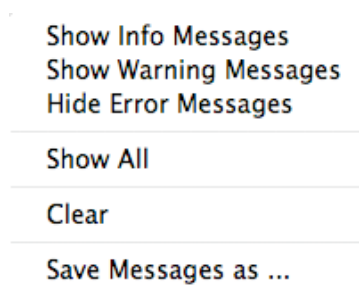 Show Info Messages
Show Warning Messages
Hide Error Messages
Show All
Clear
Save Messages as ...